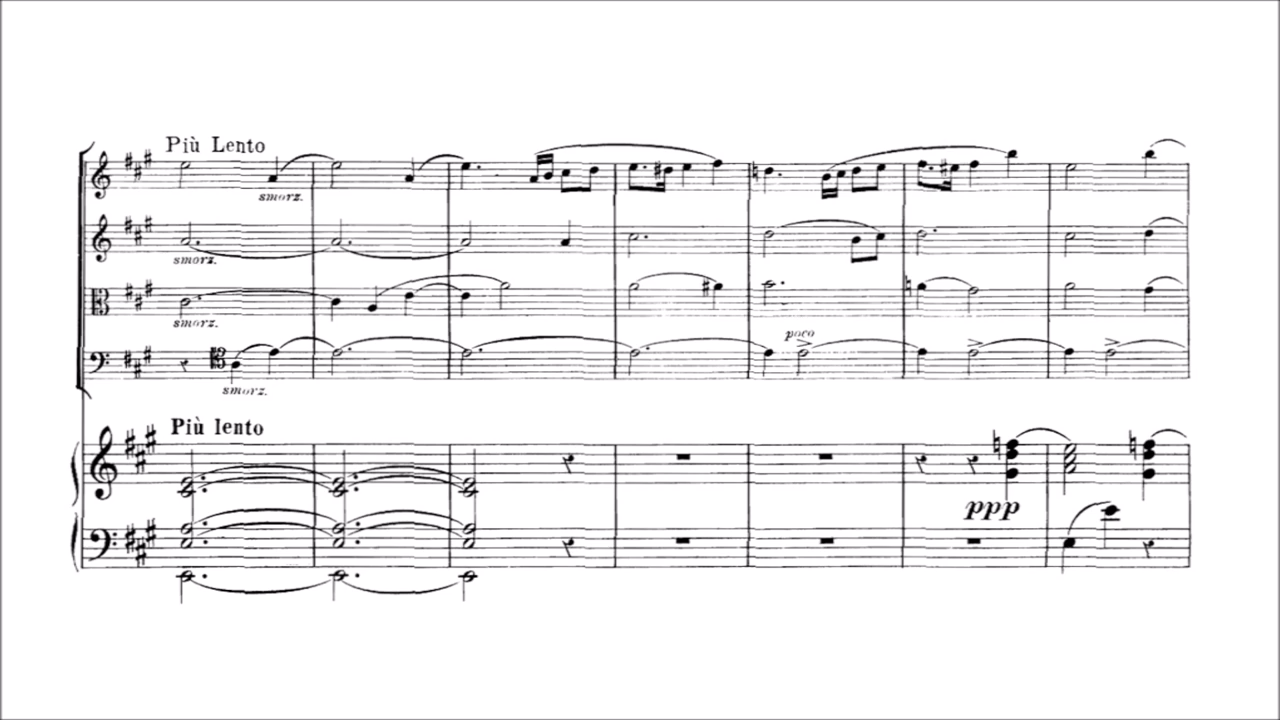 Più Lento
smorz.
smorz.
smorz.
poco
smorz.
Più lento
ppp